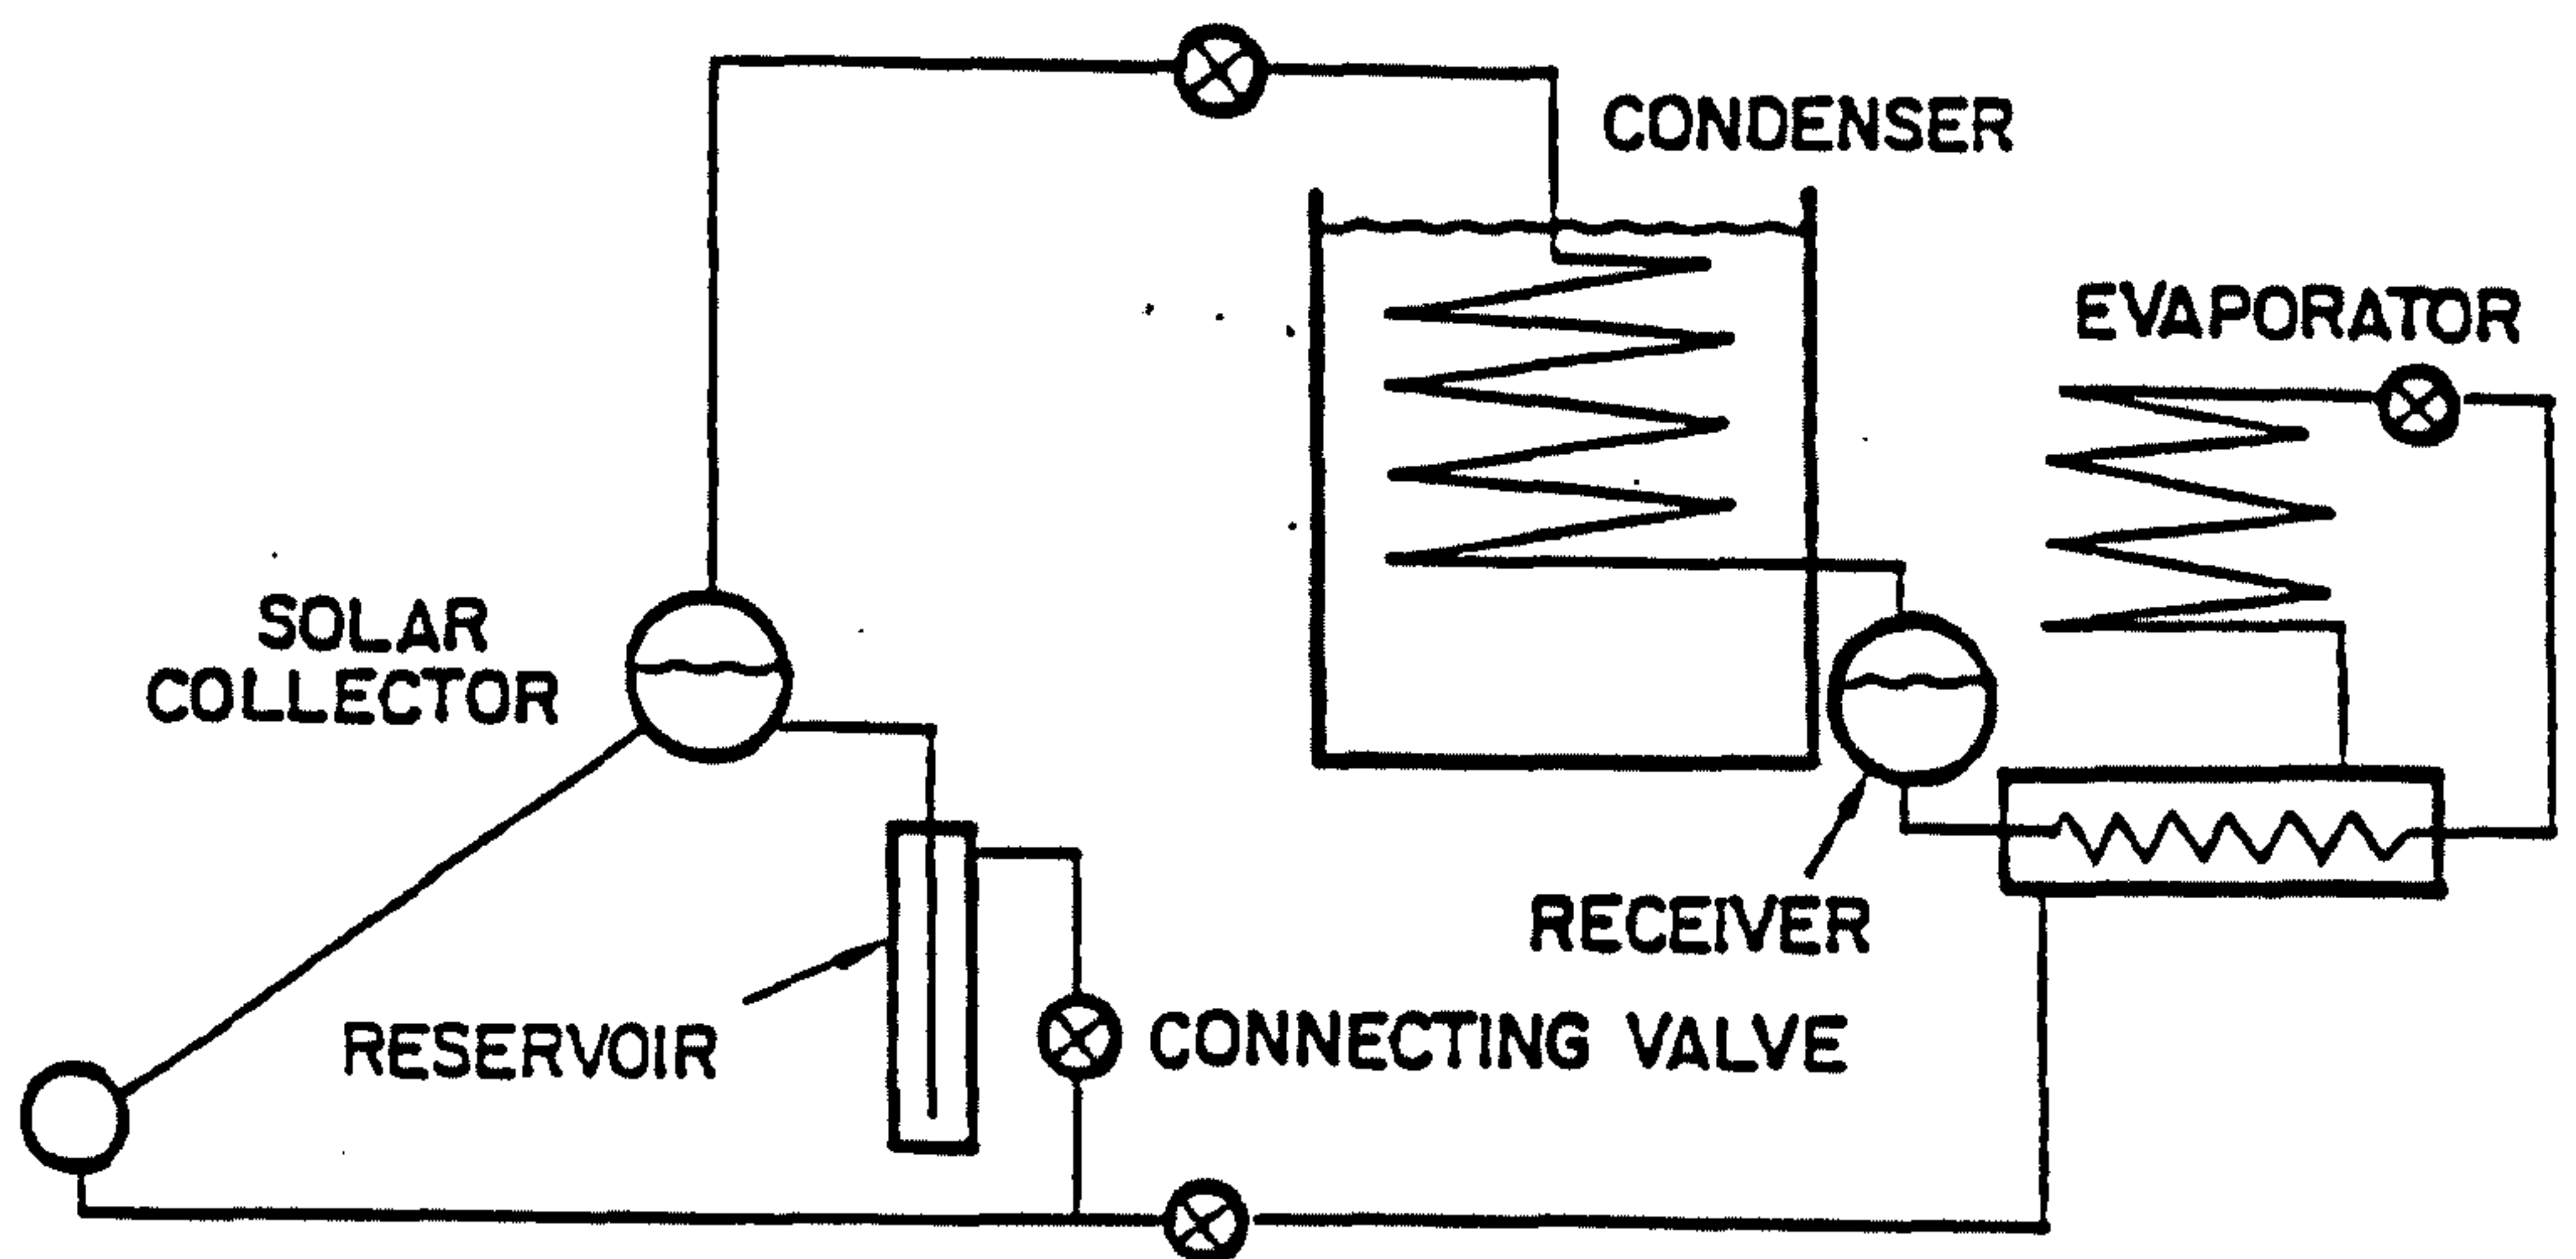 CONDENSER
EVAPORATOR
SOLAR
COLLECTOR
RECEIVER
RESERVOIR
CONNECTING VALVE